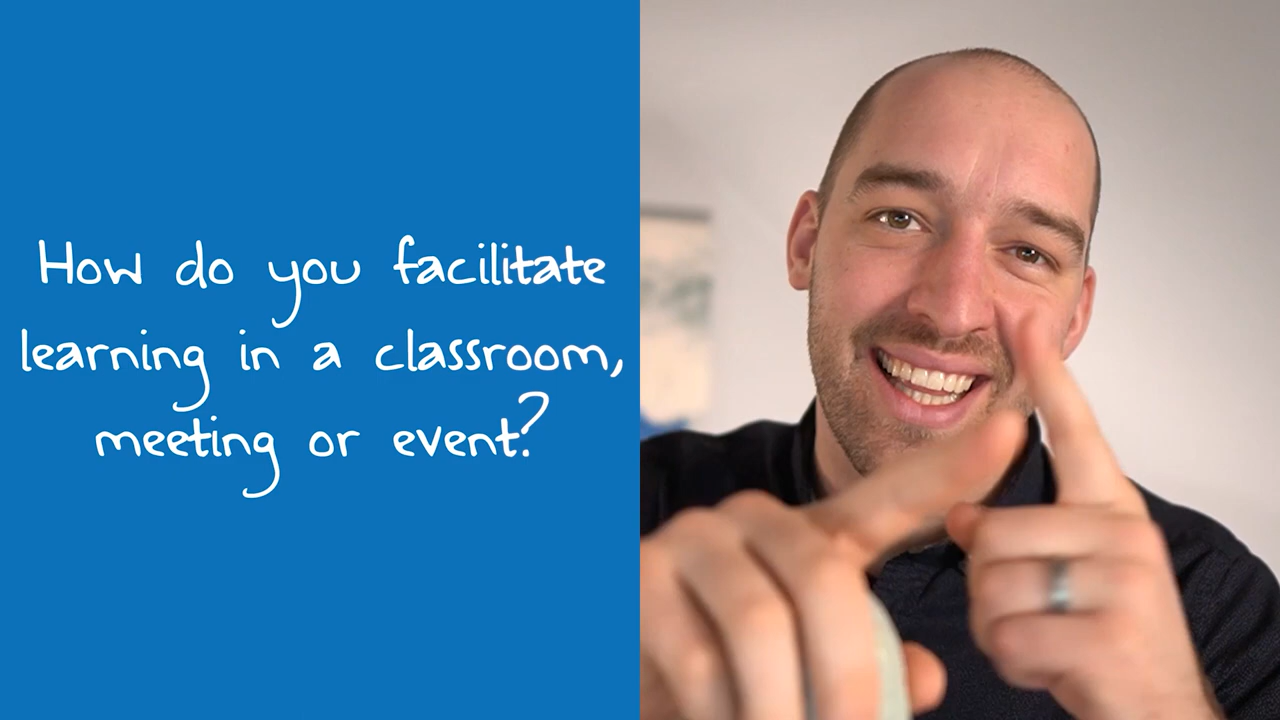 How do you facilitate
learning in a classroom,
meeting or event?